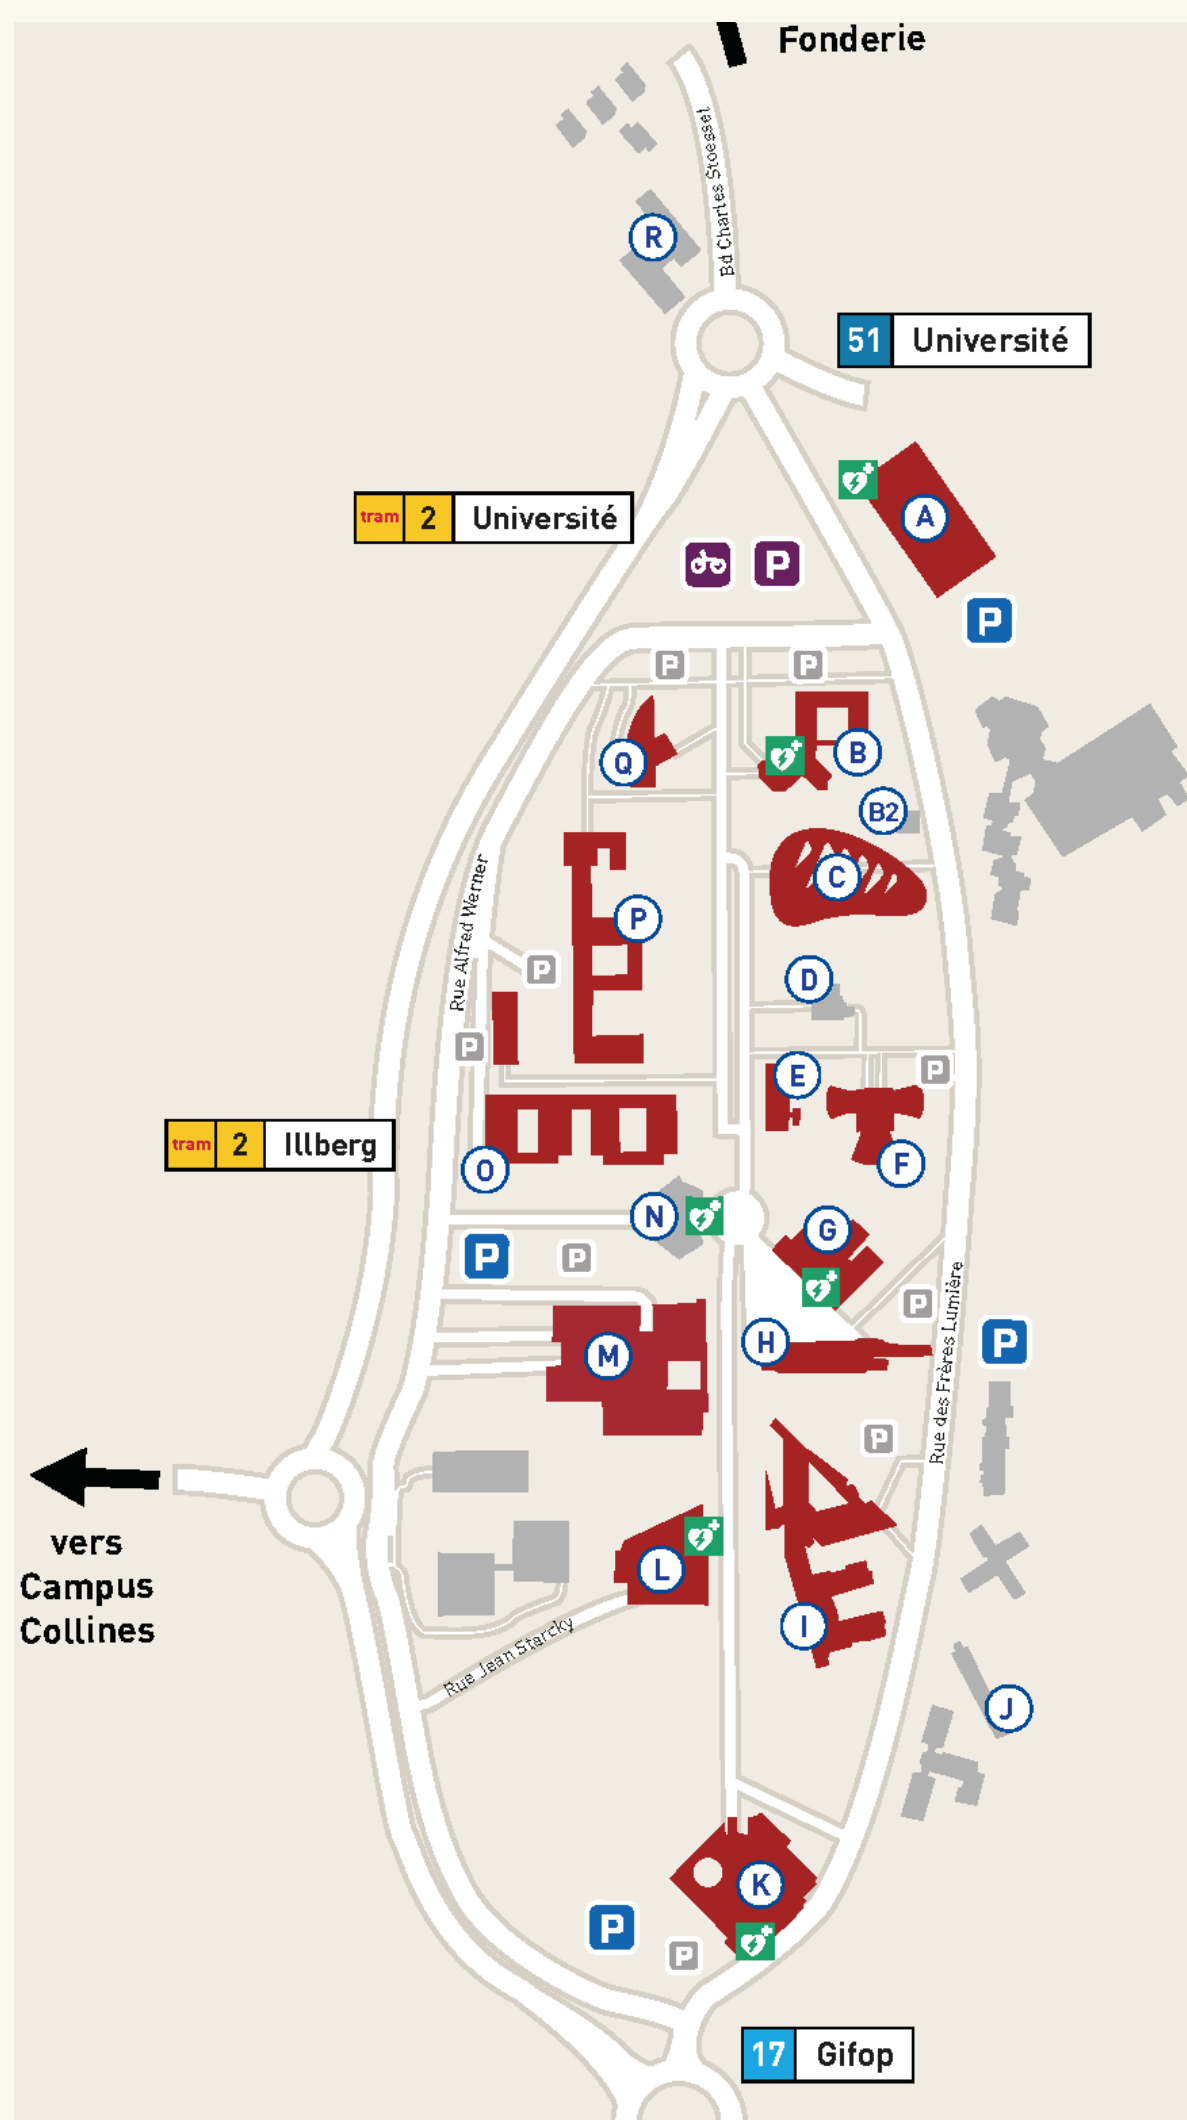 Fonderie
Bd Charles Stoessel
R
51 Université
A
tram 2 Université
P
P
P
P
Q
B
B2
C
P
Rue Alfred Werner
P
D
P
E
P
F
tram 2 Illberg
O
N
G
P
P
P
Rue des Frères Lumière
H
P
M
P
vers
Campus
Collines
L
I
Rue Jean Starcky
J
K
P
P
17 Gifop